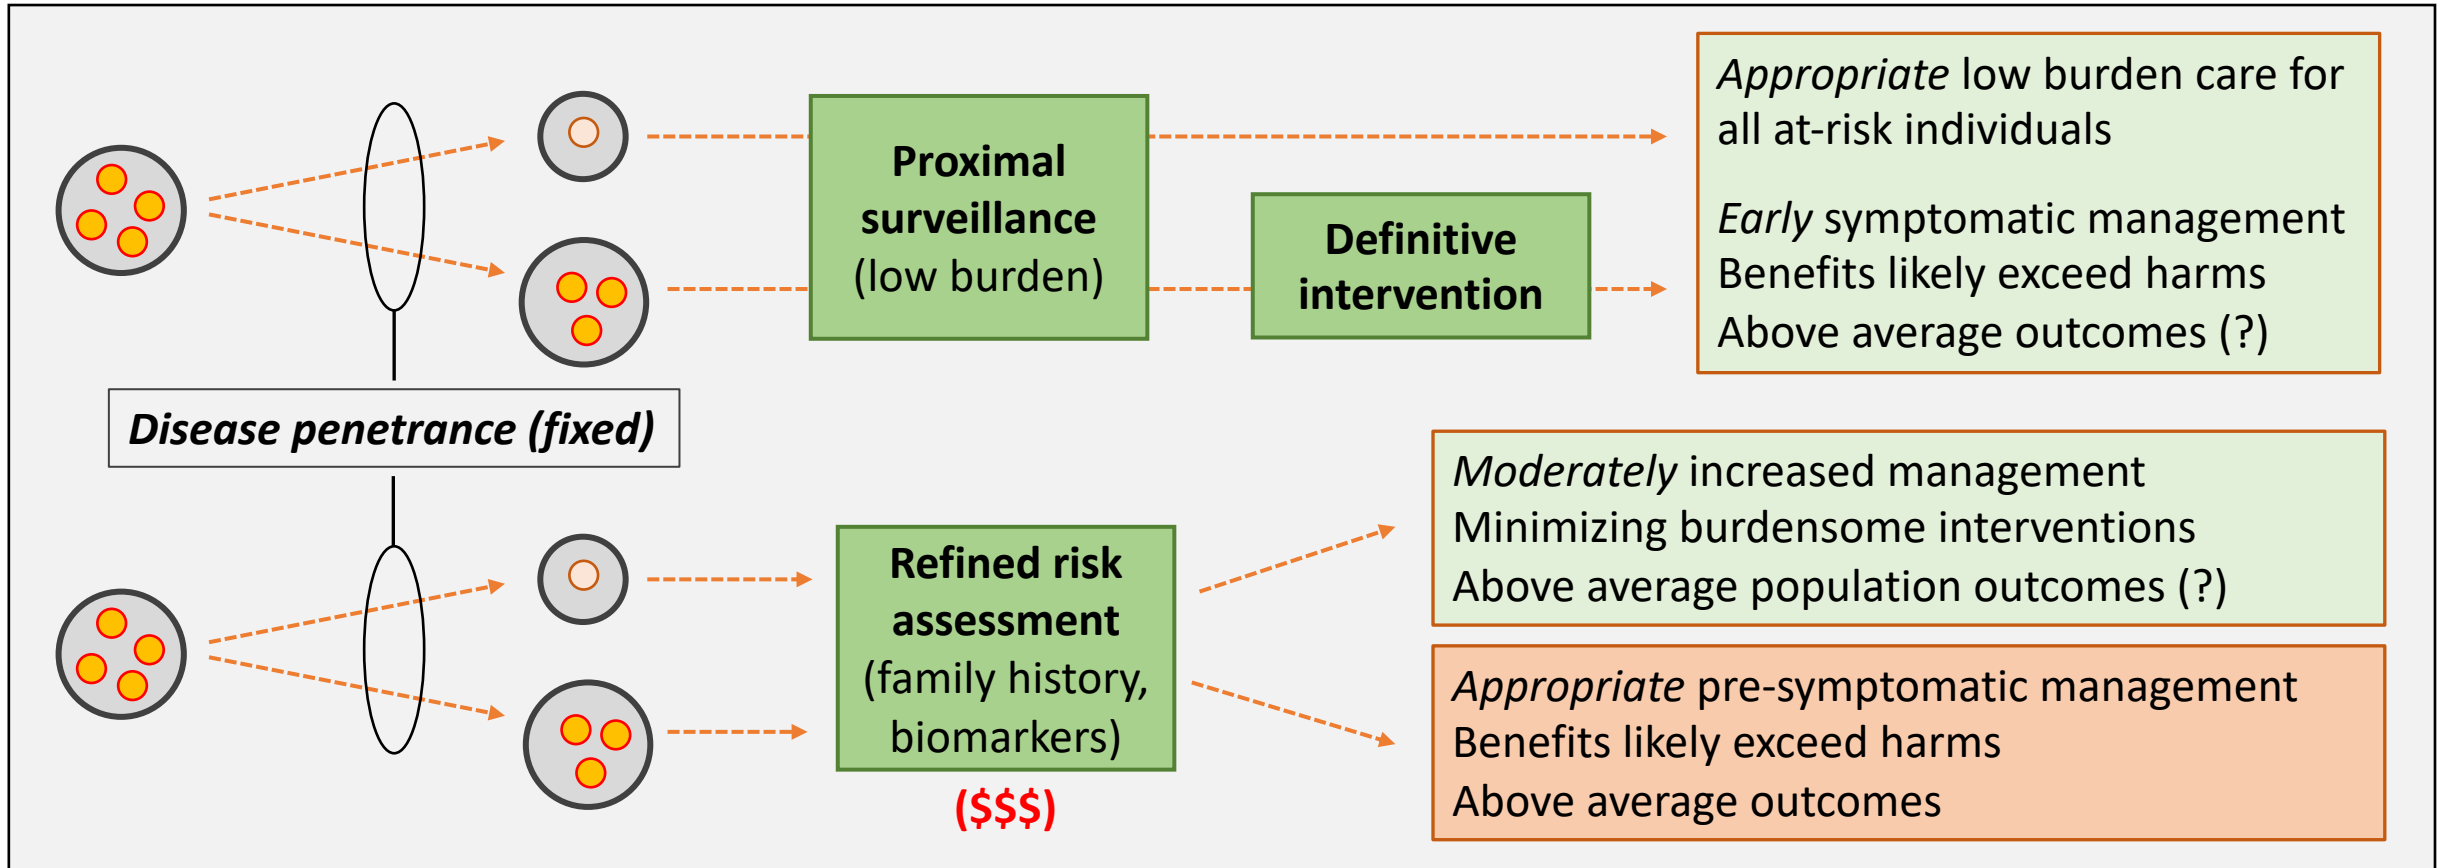 Proximal
surveillance
(low burden)
Definitive
intervention
Appropriate low burden care for
all at-risk individuals
Early symptomatic management
Benefits likely exceed harms
Above average outcomes (?)
Disease penetrance (fixed)
Refined risk
assessment
(family history,
biomarkers)
($$$)
Moderately increased management
Minimizing burdensome interventions
Above average population outcomes (?)
Appropriate pre-symptomatic management
Benefits likely exceed harms
Above average outcomes